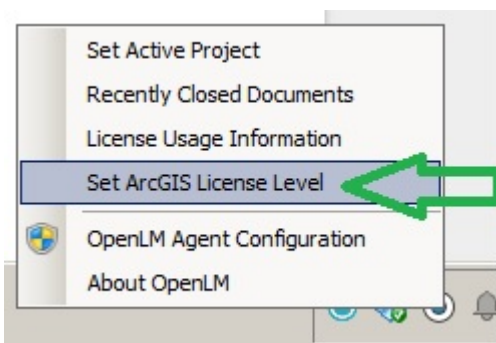 Set Active Project
Recently Closed Documents
License Usage Information
Set ArcGIS License Level
OpenLM Agent Configuration
About OpenLM